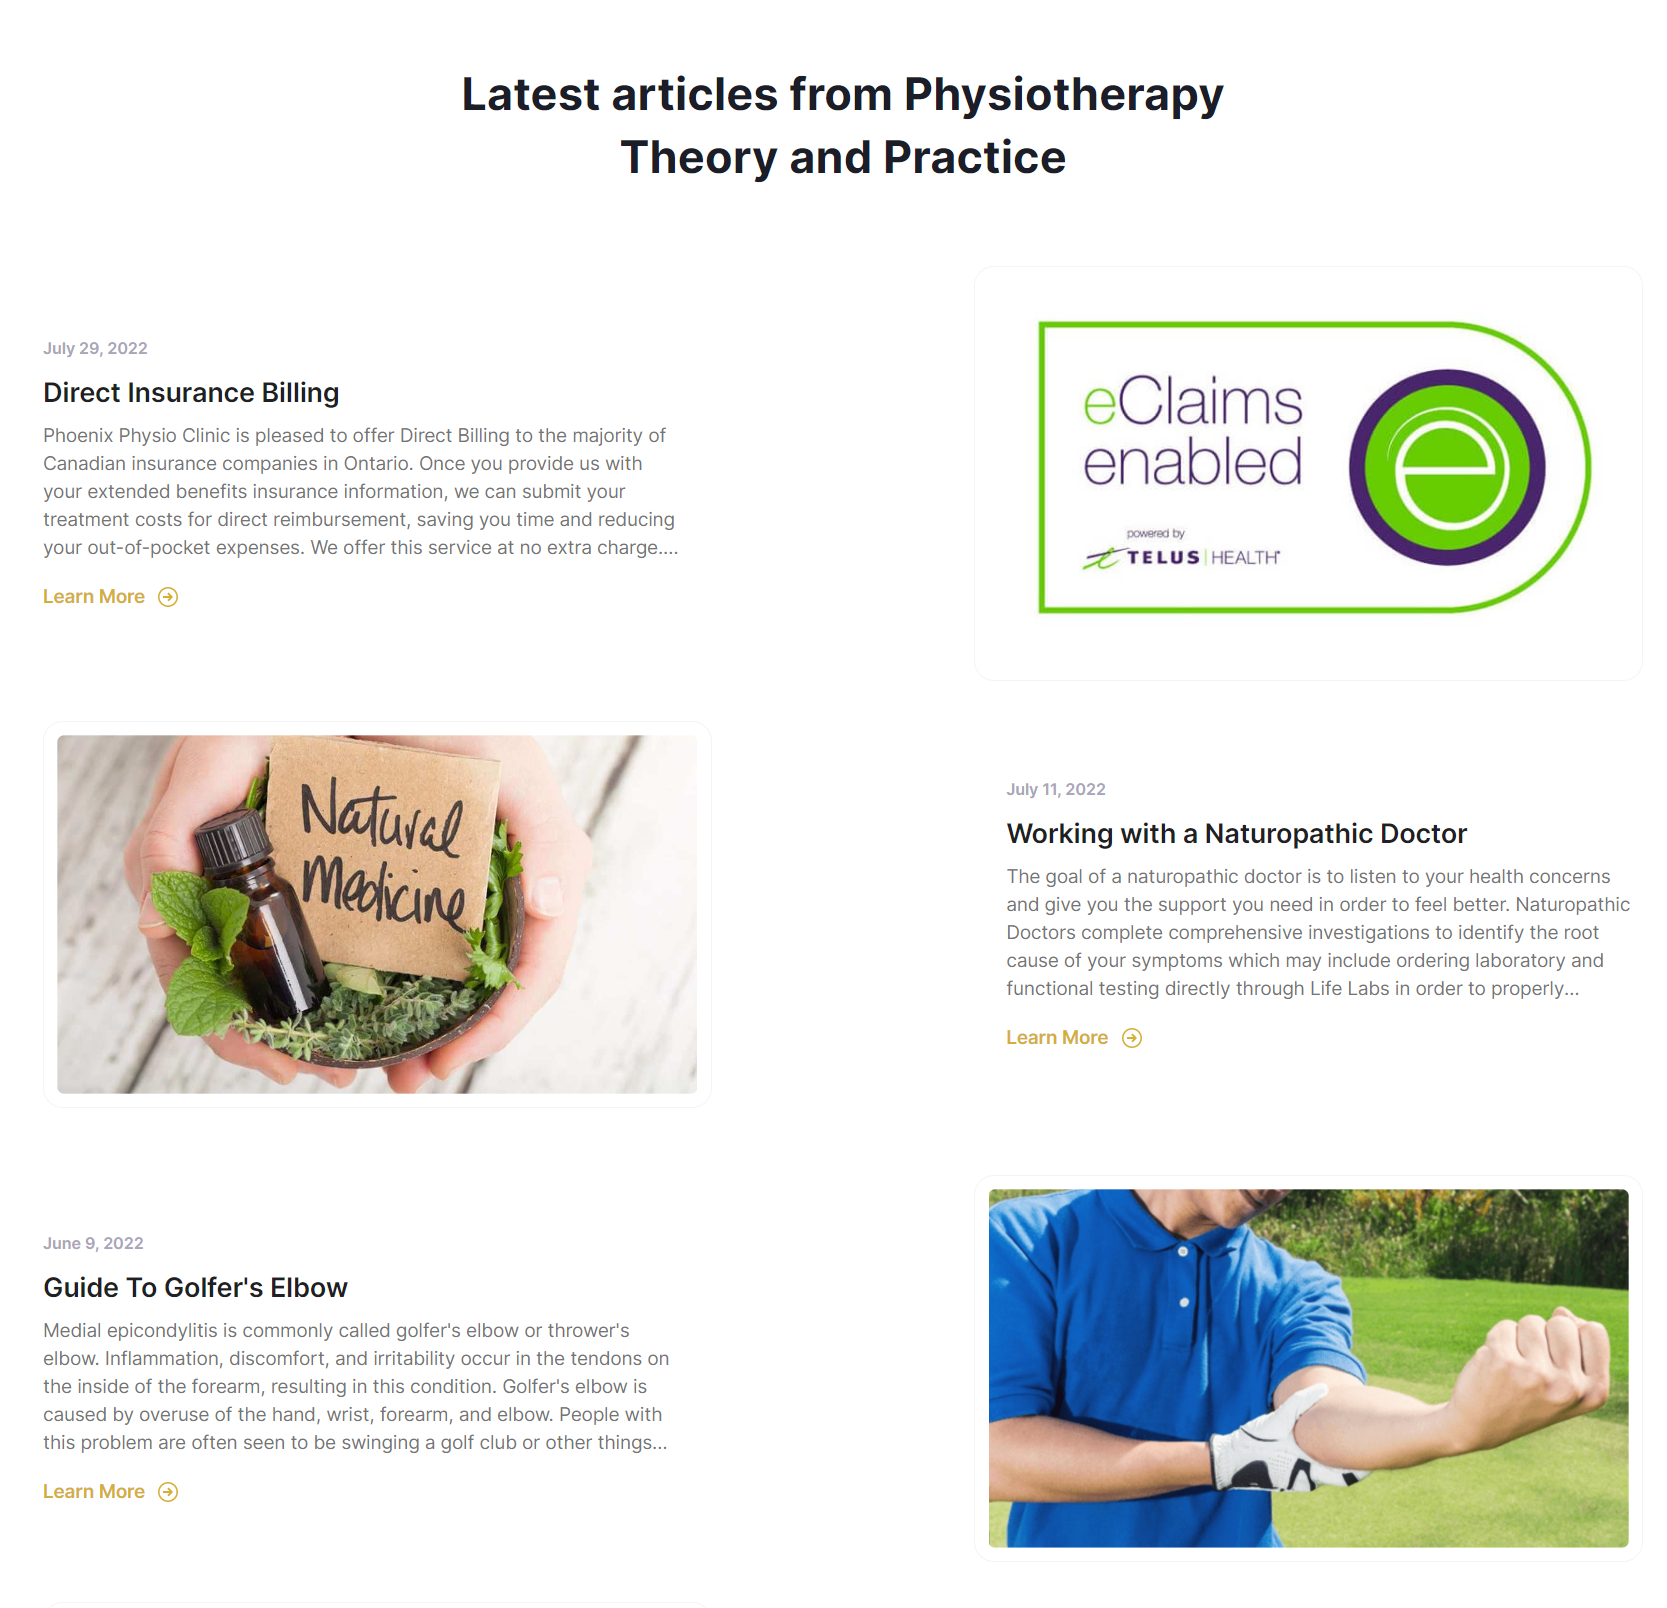 Latest articles from Physiotherapy
Theory and Practice
July 29, 2022
Direct Insurance Billing
Phoenix Physio Clinic is pleased to offer Direct Billing to the majority of
Canadian insurance companies in Ontario. Once you provide us with
your extended benefits insurance information, we can submit your
treatment costs for direct reimbursement, saving you time and reducing
your out-of-pocket expenses. We offer this service at no extra charge....
Learn More
eClaims
enabled
e
powered by
TELUS | HEALTH
Natural
Medicine
July 11, 2022
Working with a Naturopathic Doctor
The goal of a naturopathic doctor is to listen to your health concerns
and give you the support you need in order to feel better. Naturopathic
Doctors complete comprehensive investigations to identify the root
cause of your symptoms which may include ordering laboratory and
functional testing directly through Life Labs in order to properly...
Learn More
June 9, 2022
Guide To Golfer's Elbow
Medial epicondylitis is commonly called golfer's elbow or thrower's
elbow. Inflammation, discomfort, and irritability occur in the tendons on
the inside of the forearm, resulting in this condition. Golfer's elbow is
caused by overuse of the hand, wrist, forearm, and elbow. People with
this problem are often seen to be swinging a golf club or other things...
Learn More